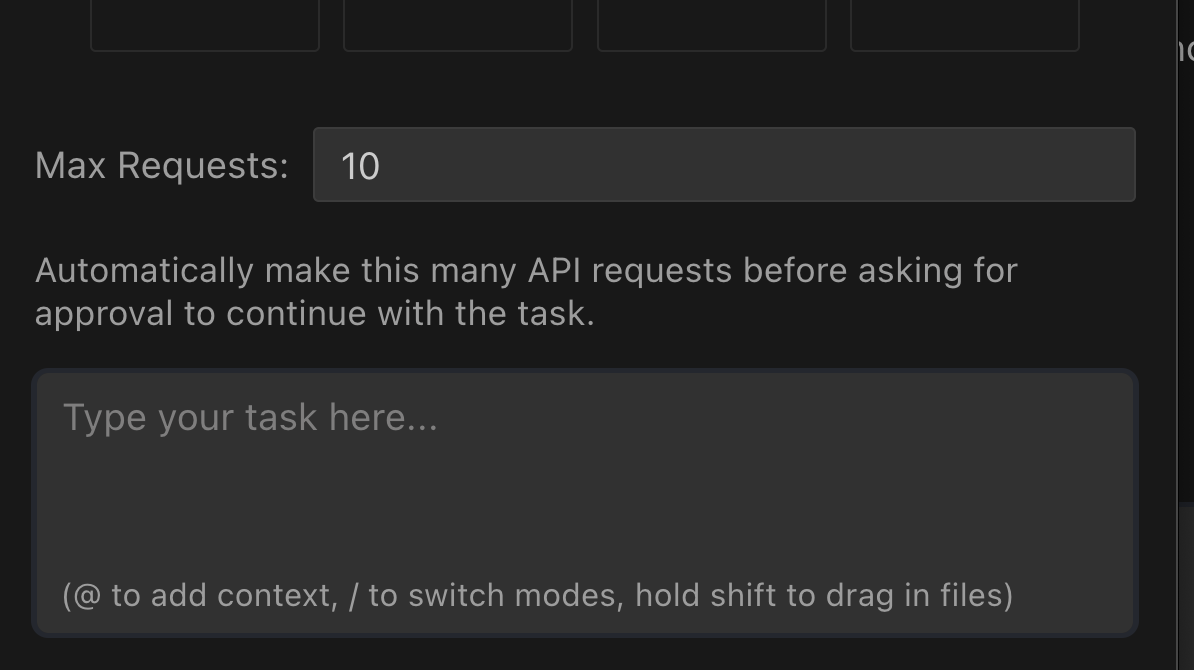 Max Requests: 10
Automatically make this many API requests before asking for
approval to continue with the task.
Type your task here...
(@ to add context, / to switch modes, hold shift to drag in files)